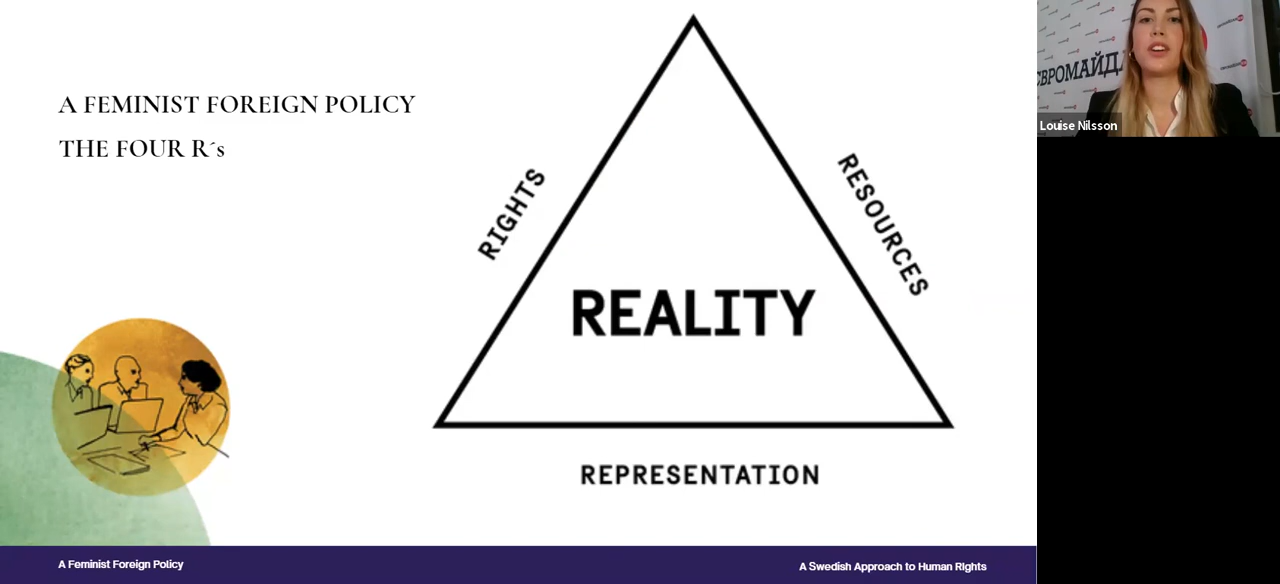 A FEMINIST FOREIGN POLICY
THE FOUR R´s
RIGHTS
RESOURCES
REALITY
REPRESENTATION
A Feminist Foreign Policy
A Swedish Approach to Human Rights
ЄВРОМАЙД
Louise Nilsson